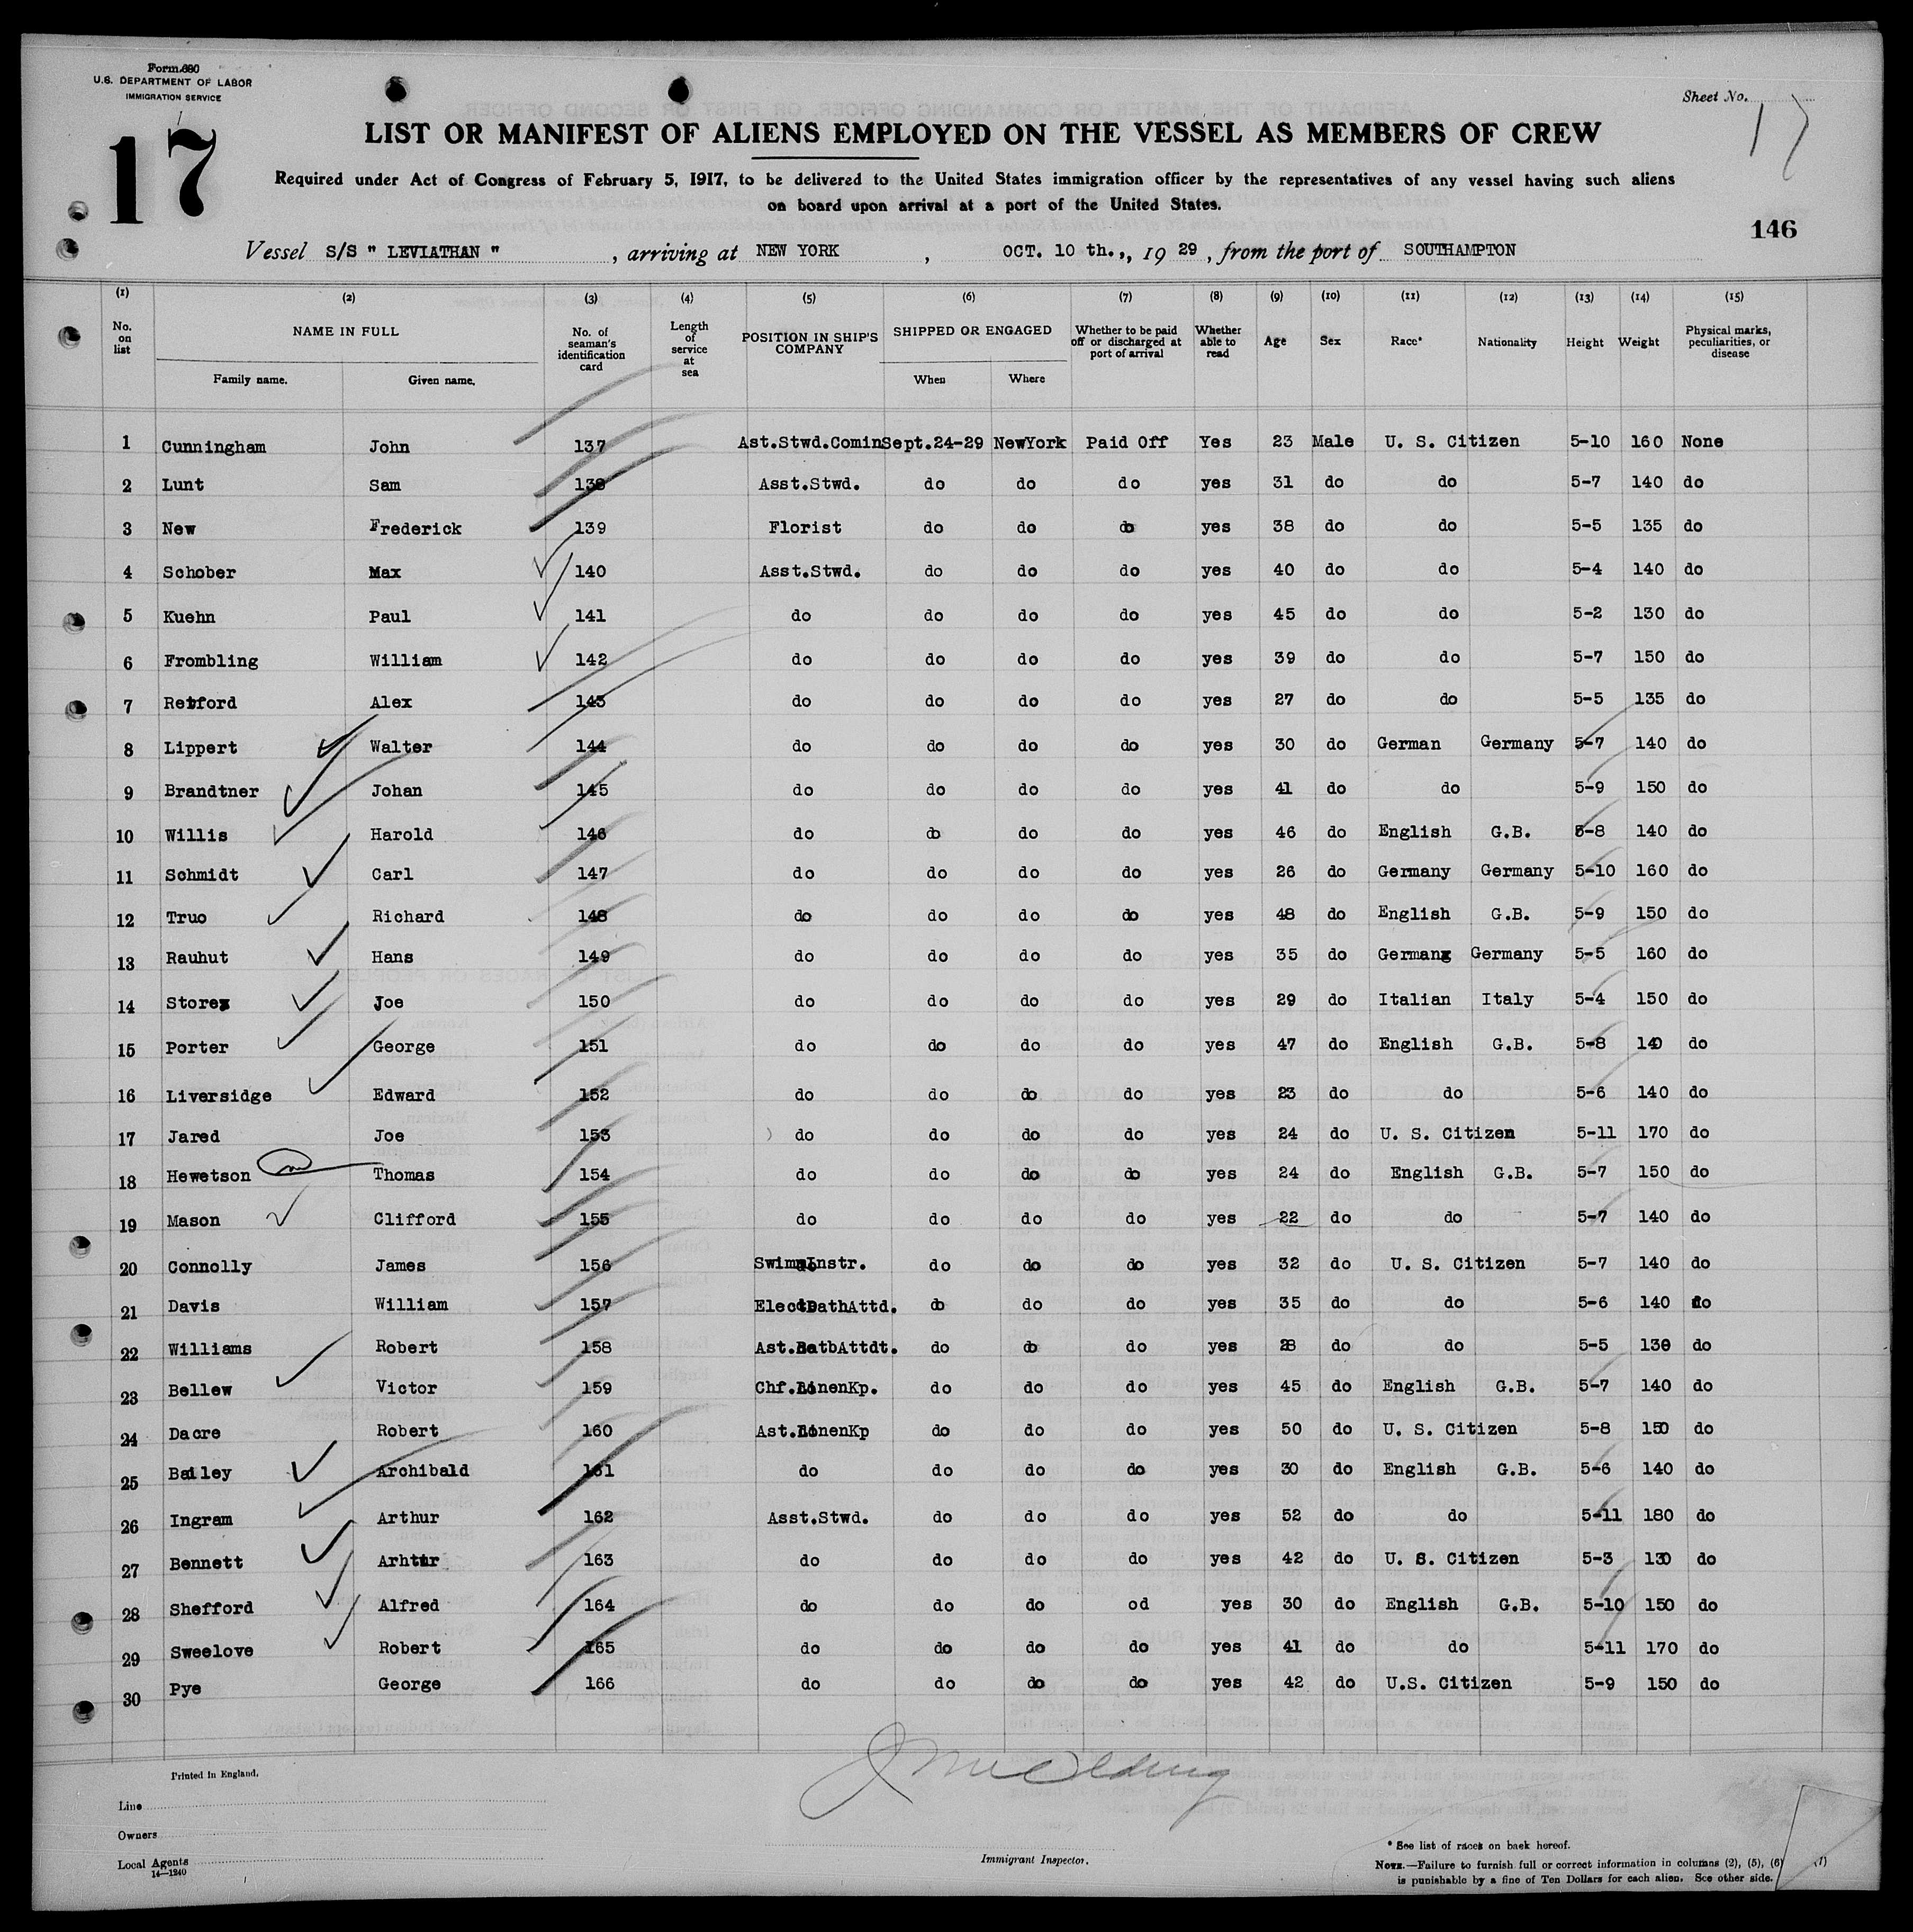 Form 680
U.S. DEPARTMENT OF LABOR
IMMIGRATION SERVICE
17
Sheet No. 17
LIST OR MANIFEST OF ALIENS EMPLOYED ON THE VESSEL AS MEMBERS OF CREW
Required under Act of Congress of February 5, 1917, to be delivered to the United States immigration officer by the representatives of any vessel having such aliens
on board upon arrival at a port of the United States.
146
Vessel S/S " LEVIATHAN " , arriving at NEW YORK , OCT. 10 th., , 19 29 , from the port of SOUTHAMPTON
(1) (2) (3) (4) (5) (6) (7) (8) (9) (10) (11) (12) (13) (14) (15)
No. on list NAME IN FULL Family name. Given name. No. of seaman's identification card Length of service at sea POSITION IN SHIP'S COMPANY SHIPPED OR ENGAGED When Where Whether to be paid off or discharged at port of arrival Whether able to read Age Sex Race* Nationality Height Weight Physical marks, peculiarities, or disease
1 Cunningham John 137 Ast.Stwd.Comin Sept.24-29 NewYork Paid Off Yes 23 Male U. S. Citizen 5-10 160 None
2 Lunt Sam 138 Asst.Stwd. do do do yes 31 do do 5-7 140 do
3 New Frederick 139 Florist do do do yes 38 do do 5-5 135 do
4 Schober Max 140 Asst.Stwd. do do do yes 40 do do 5-4 140 do
5 Kuehn Paul 141 do do do do yes 45 do do 5-2 130 do
6 Frombling William 142 do do do do yes 39 do do 5-7 150 do
7 Retford Alex 143 do do do do yes 27 do do 5-5 135 do
8 Lippert Walter 144 do do do do yes 30 do German Germany 5-7 140 do
9 Brandtner Johan 145 do do do do yes 41 do do 5-9 150 do
10 Willis Harold 146 do do do do yes 46 do English G.B. 5-8 140 do
11 Schmidt Carl 147 do do do do yes 26 do Germany Germany 5-10 160 do
12 Truo Richard 148 do do do do yes 48 do English G.B. 5-9 150 do
13 Rauhut Hans 149 do do do do yes 35 do German Germany 5-5 160 do
14 Store Joe 150 do do do do yes 29 do Italian Italy 5-4 150 do
15 Porter George 151 do do do do yes 47 do English G.B. 5-8 140 do
16 Liversidge Edward 152 do do do do yes 23 do do 5-6 140 do
17 Jared Joe 153 do do do do yes 24 do U. S. Citizen 5-11 170 do
18 Hewetson Thomas 154 do do do do yes 24 do English G.B. 5-7 150 do
19 Mason Clifford 155 do do do do yes 22 do do 5-7 140 do
20 Connolly James 156 Swimm Instr. do do do yes 32 do U. S. Citizen 5-7 140 do
21 Davis William 157 Elect BathAttd. do do do yes 35 do do 5-6 140 do
22 Williams Robert 158 Ast.BatbAttdt. do do do yes 28 do do 5-5 130 do
23 Bellew Victor 159 Chf.LinenKp. do do do yes 45 do English G.B. 5-7 140 do
24 Dacre Robert 160 Ast.LinenKp do do do yes 50 do U. S. Citizen 5-8 150 do
25 Bailey Archibald 161 do do do do yes 30 do English G.B. 5-6 140 do
26 Ingram Arthur 162 Asst.Stwd. do do do yes 52 do do 5-11 180 do
27 Bennett Arhtur 163 do do do do yes 42 do U. S. Citizen 5-3 130 do
28 Shefford Alfred 164 do do do od yes 30 do English G.B. 5-10 150 do
29 Sweelove Robert 165 do do do do yes 41 do do 5-11 170 do
30 Pye George 166 do do do do yes 42 do U.S. Citizen 5-9 150 do
Printed in England.
Line
Owners
Local Agents
14—1240
Immigrant Inspector.
* See list of races on back hereof.
NOTE.—Failure to furnish full or correct information in columns (2), (5), (6) (7)
is punishable by a fine of Ten Dollars for each alien. See other side.